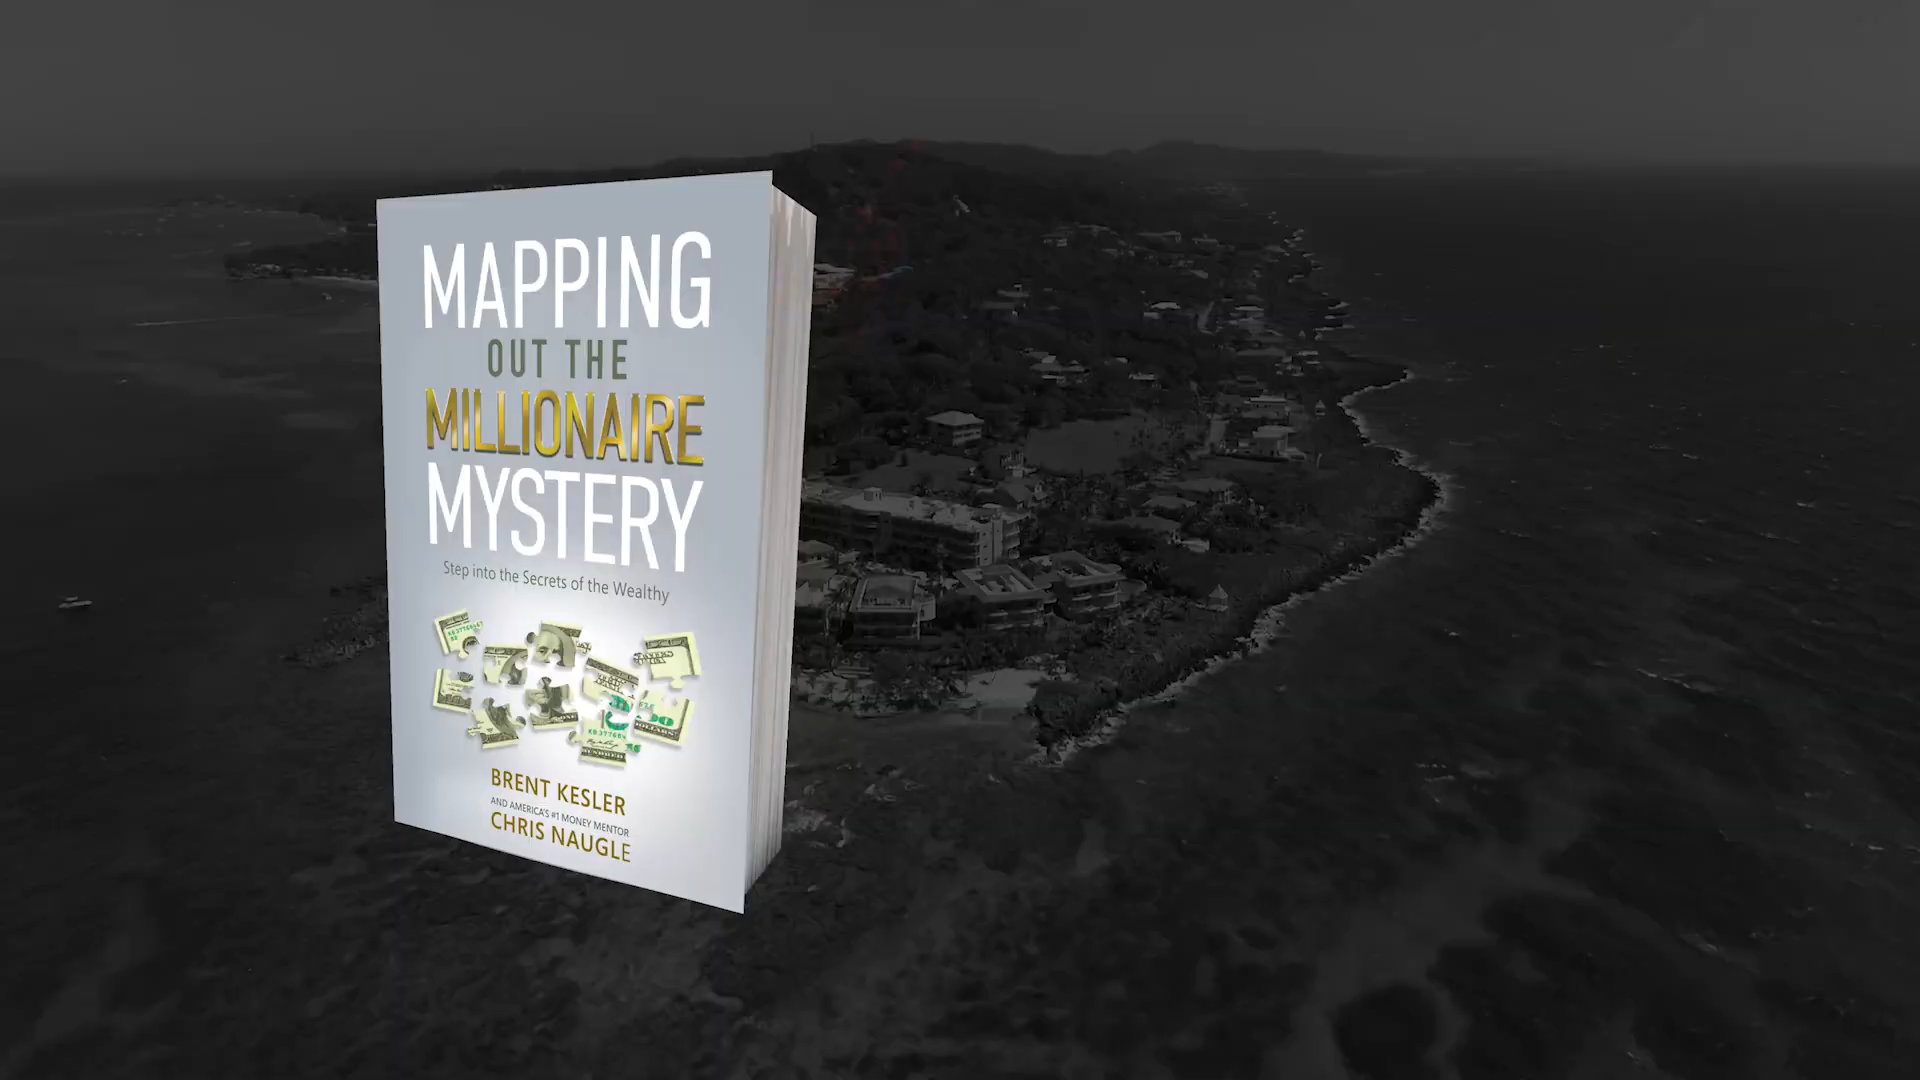 MAPPING
OUT THE
MILLIONAIRE
MYSTERY
Step into the Secrets of the Wealthy
BRENT KESLER
AND AMERICA'S #1 MONEY MENTOR
CHRIS NAUGLE